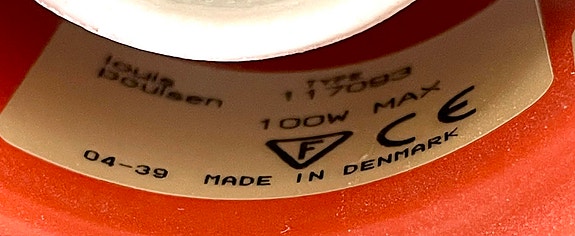 louis
poulsen
TYPE
117093
100W MAX
F CE
04-39
MADE IN DENMARK